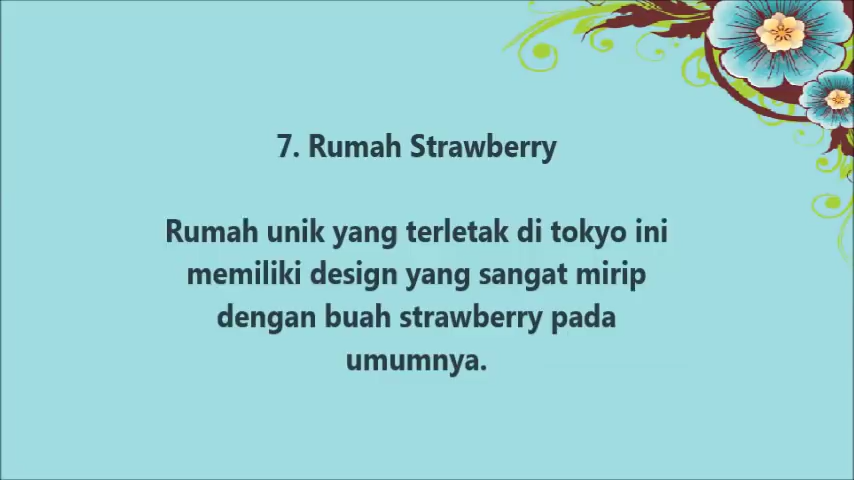 7. Rumah Strawberry
Rumah unik yang terletak di tokyo ini
memiliki design yang sangat mirip
dengan buah strawberry pada
umumnya.